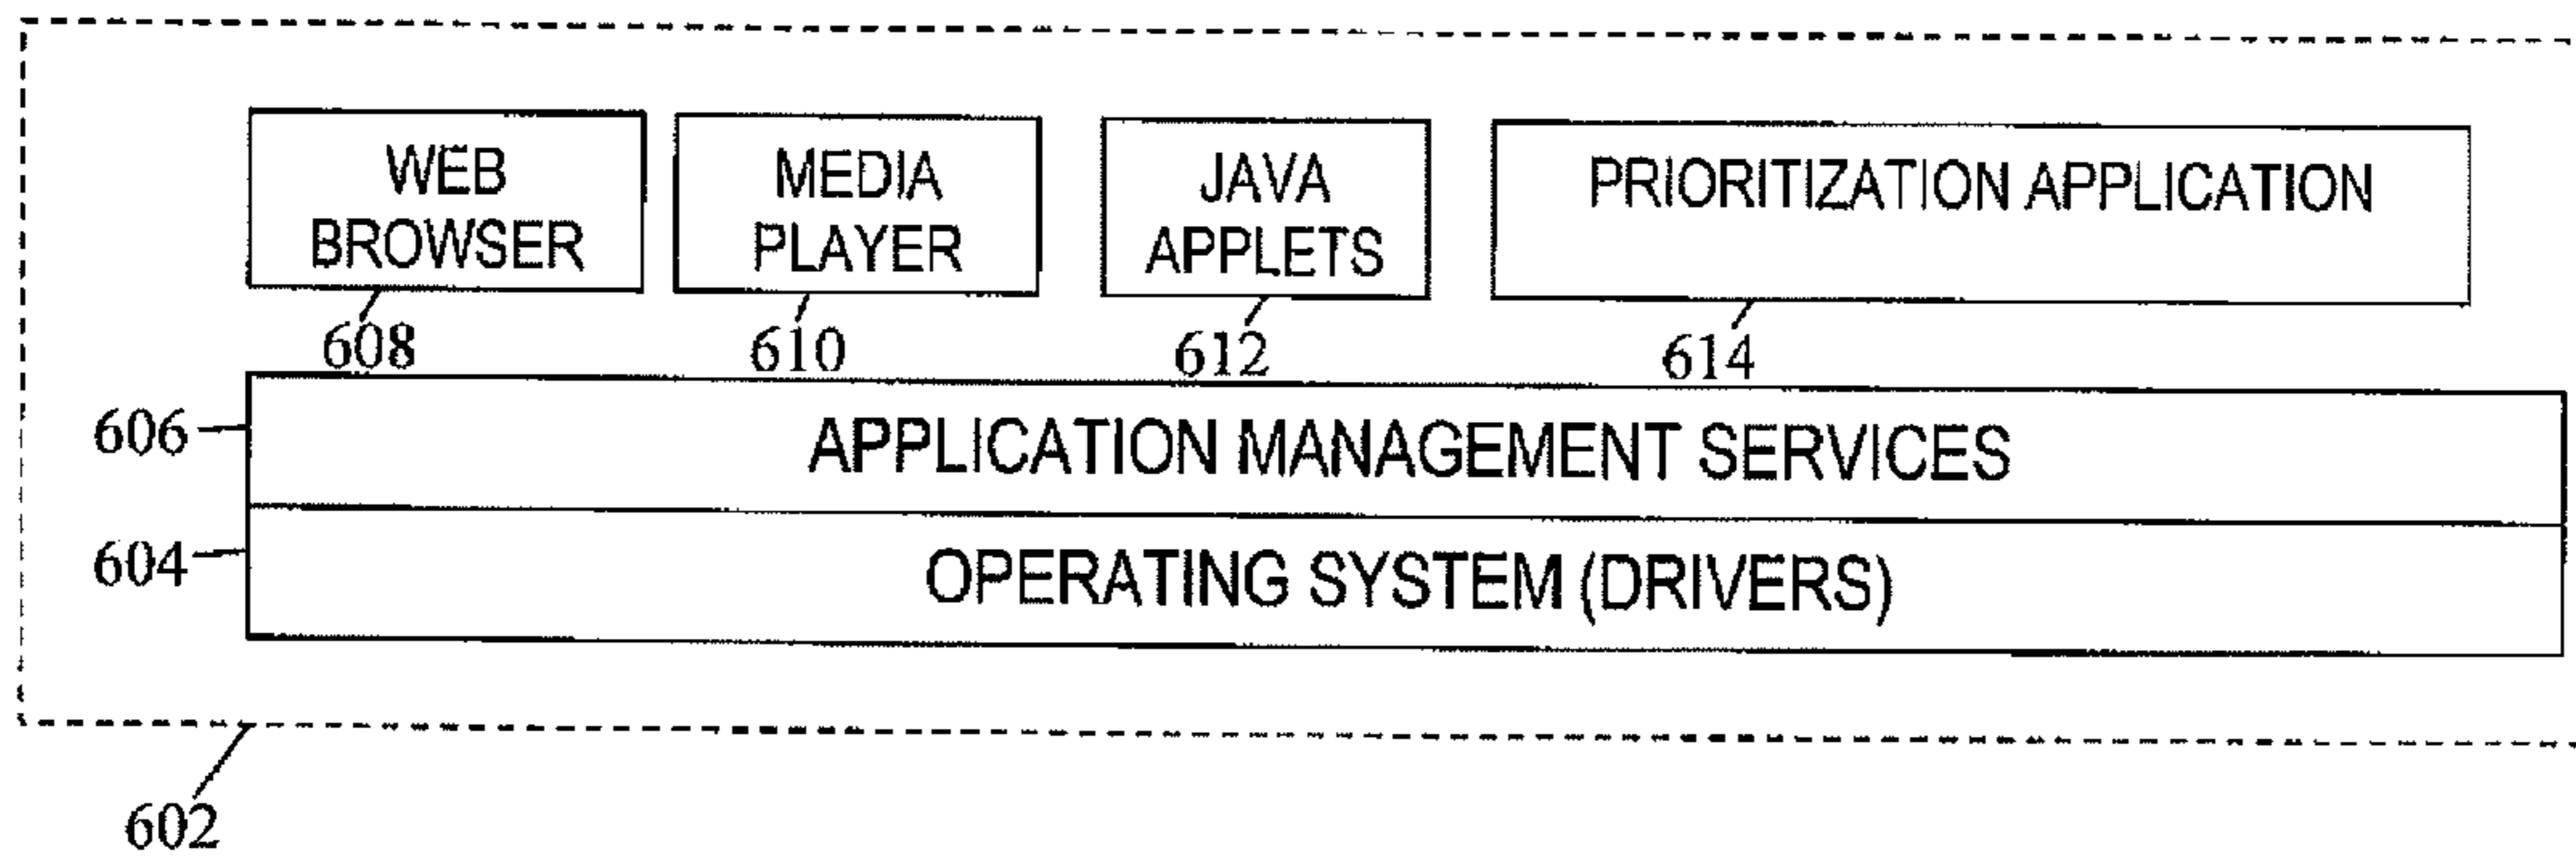 WEB
BROWSER
MEDIA
PLAYER
JAVA
APPLETS
PRIORITIZATION APPLICATION
608
610
612
614
606
APPLICATION MANAGEMENT SERVICES
604
OPERATING SYSTEM (DRIVERS)
602